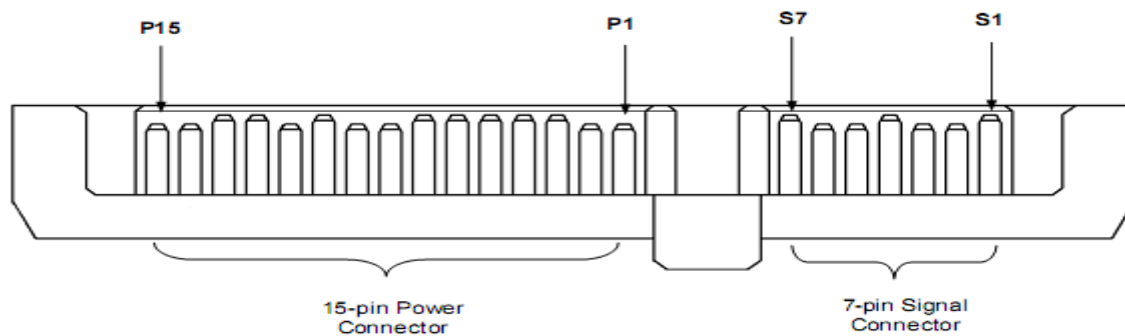 P15
P1
S7
S1
15-pin Power
Connector
7-pin Signal
Connector